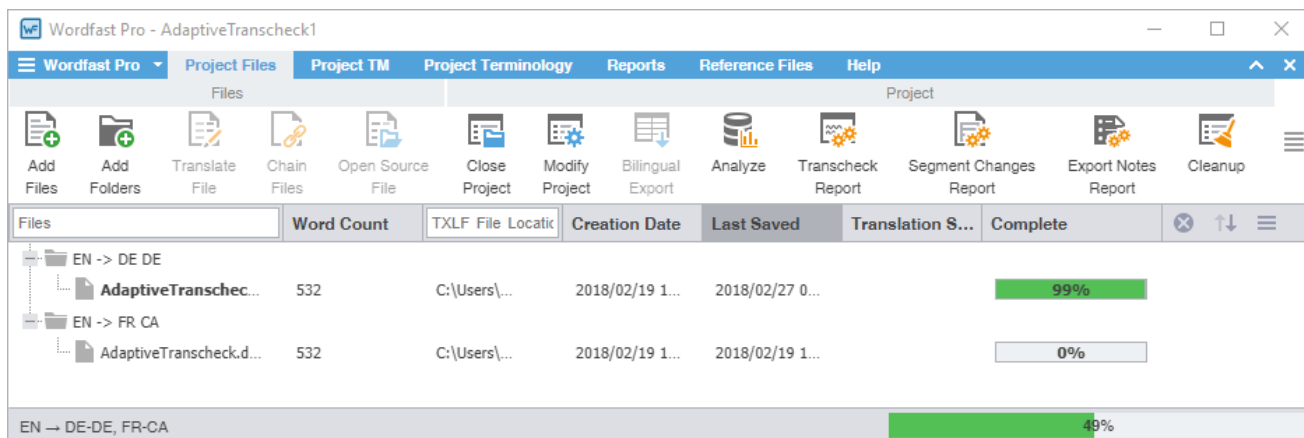 Wordfast Pro - AdaptiveTranscheck1
Wordfast Pro Project Files Project TM Project Terminology Reports Reference Files Help
Files Project
Add Files
Add Folders
Translate File
Chain Files
Open Source File
Close Project
Modify Project
Bilingual Export
Analyze
Transcheck Report
Segment Changes Report
Export Notes Report
Cleanup
Files Word Count TXLF File Locatic Creation Date Last Saved Translation S... Complete
EN -> DE DE
AdaptiveTranschec... 532 C:\Users\... 2018/02/19 1... 2018/02/27 0... 99%
EN -> FR CA
AdaptiveTranscheck.d... 532 C:\Users\... 2018/02/19 1... 2018/02/19 1... 0%
EN → DE-DE, FR-CA 49%